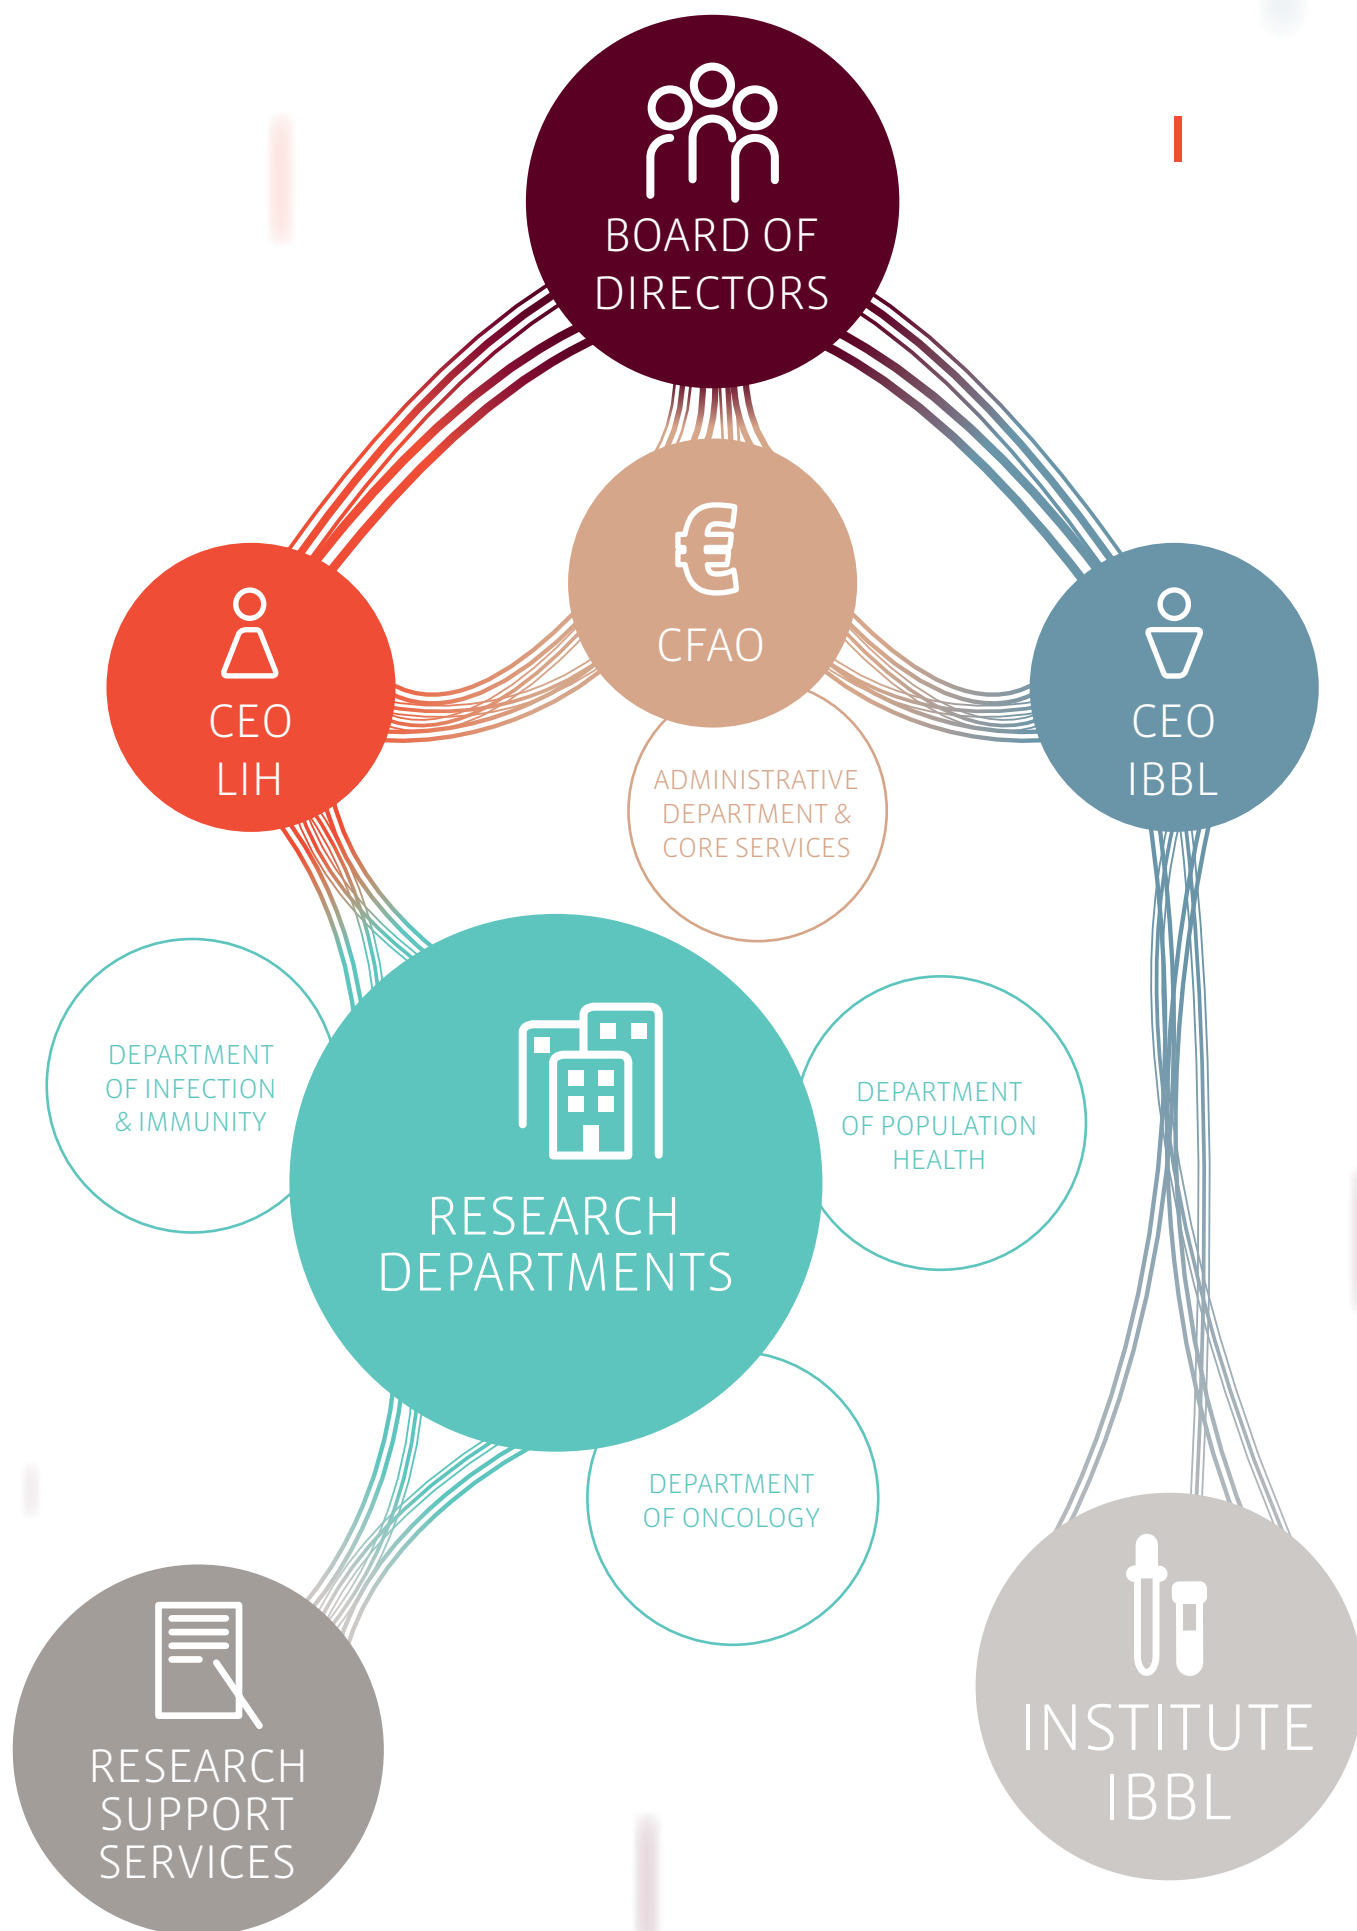 BOARD OF
DIRECTORS
CFAO
CEO
LIH
CEO
IBBL
ADMINISTRATIVE
DEPARTMENT &
CORE SERVICES
DEPARTMENT
OF INFECTION
& IMMUNITY
DEPARTMENT
OF POPULATION
HEALTH
RESEARCH
DEPARTMENTS
DEPARTMENT
OF ONCOLOGY
RESEARCH
SUPPORT
SERVICES
INSTITUTE
IBBL